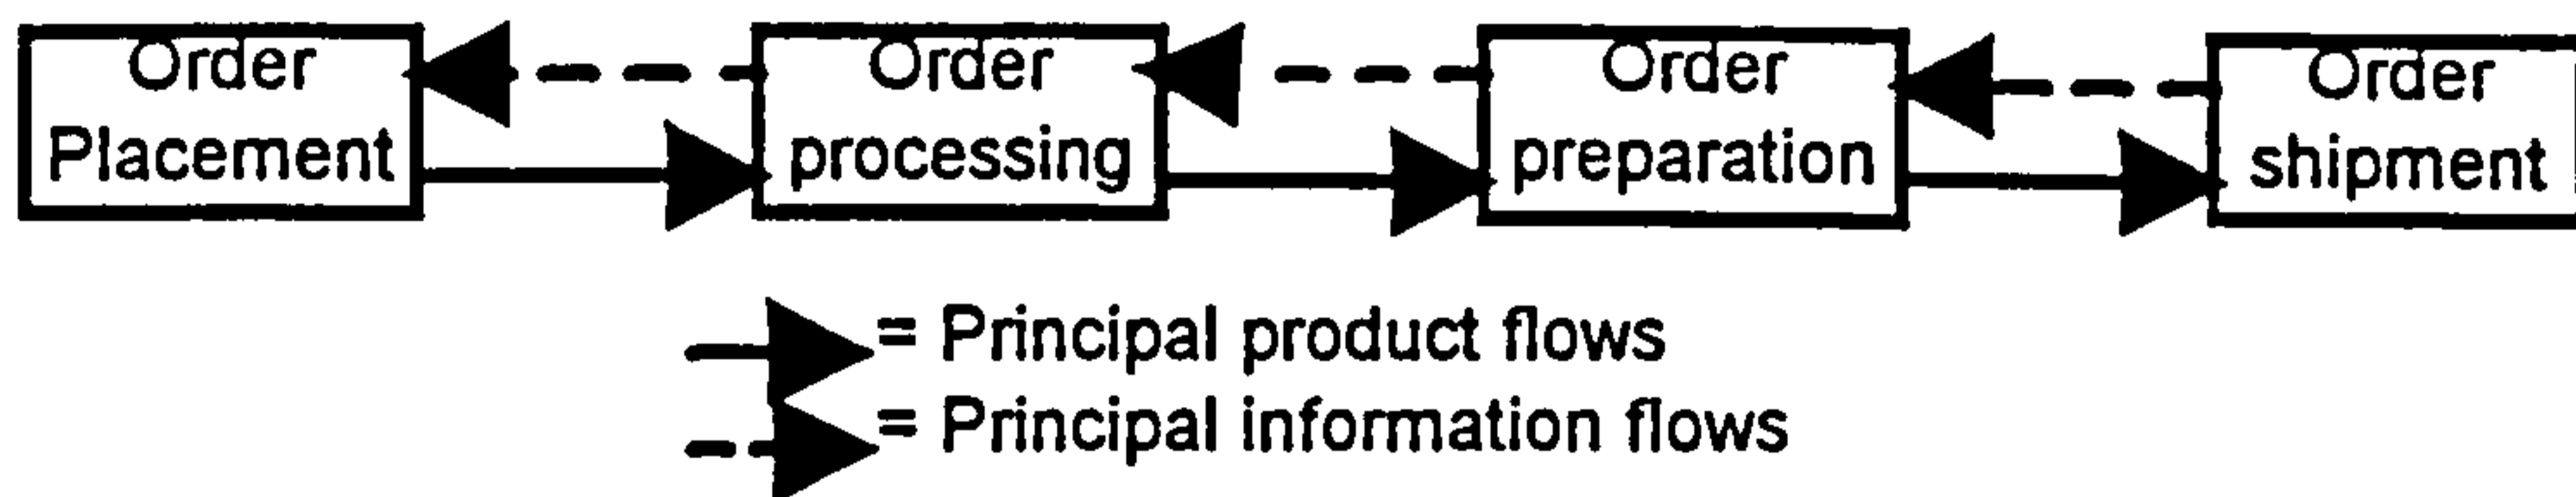 Order
Placement
Order
processing
Order
preparation
Order
shipment
= Principal product flows
= Principal information flows